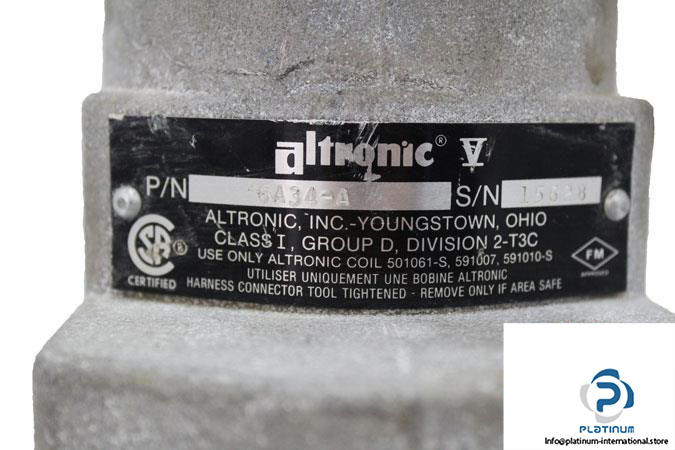 altronic® V
P/N A34-A S/N
ALTRONIC, INC.-YOUNGSTOWN, OHIO
CLASS I, GROUP D, DIVISION 2-T3C
USE ONLY ALTRONIC COIL 501061-S, 591007, 591010-S
UTILISER UNIQUEMENT UNE BOBINE ALTRONIC
HARNESS CONNECTOR TOOL TIGHTENED - REMOVE ONLY IF AREA SAFE
SA ®
CERTIFIED
FM
APPROVED
PLATINUM
Info@platinum-international.store